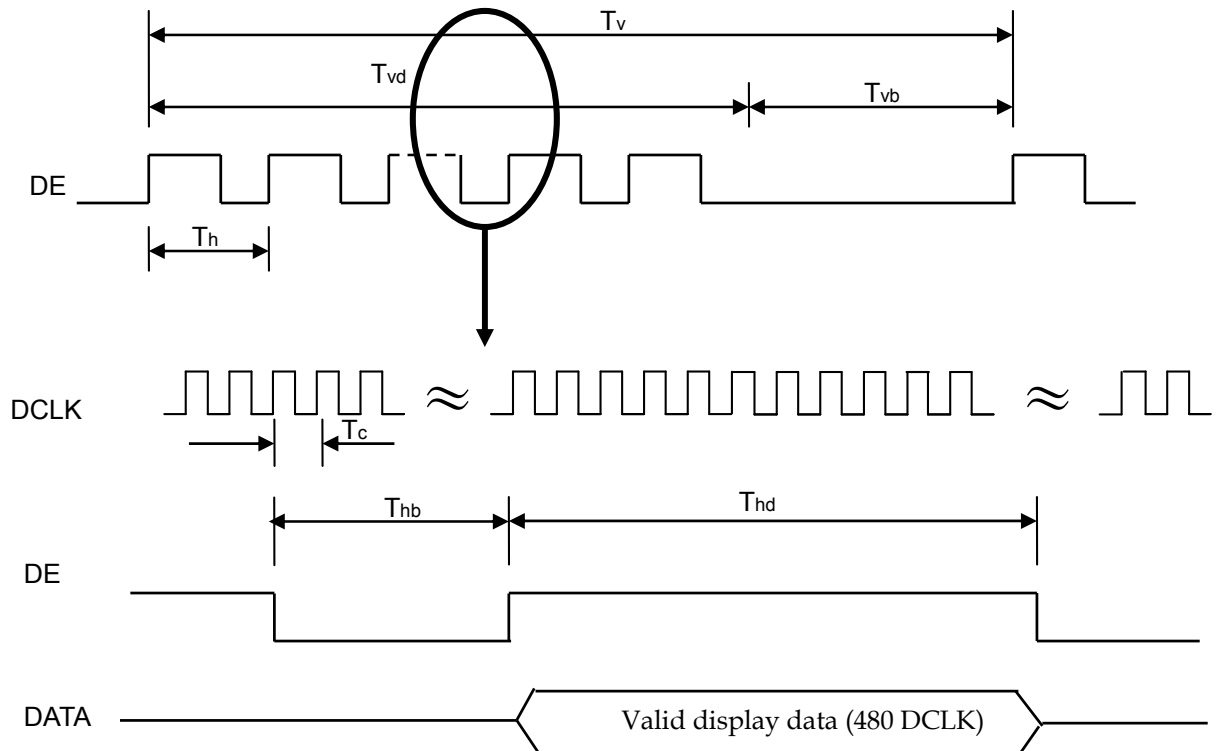 Tv
Tvd
Tvb
DE
Th
DCLK
Tc
Thb
Thd
DE
DATA
Valid display data (480 DCLK)